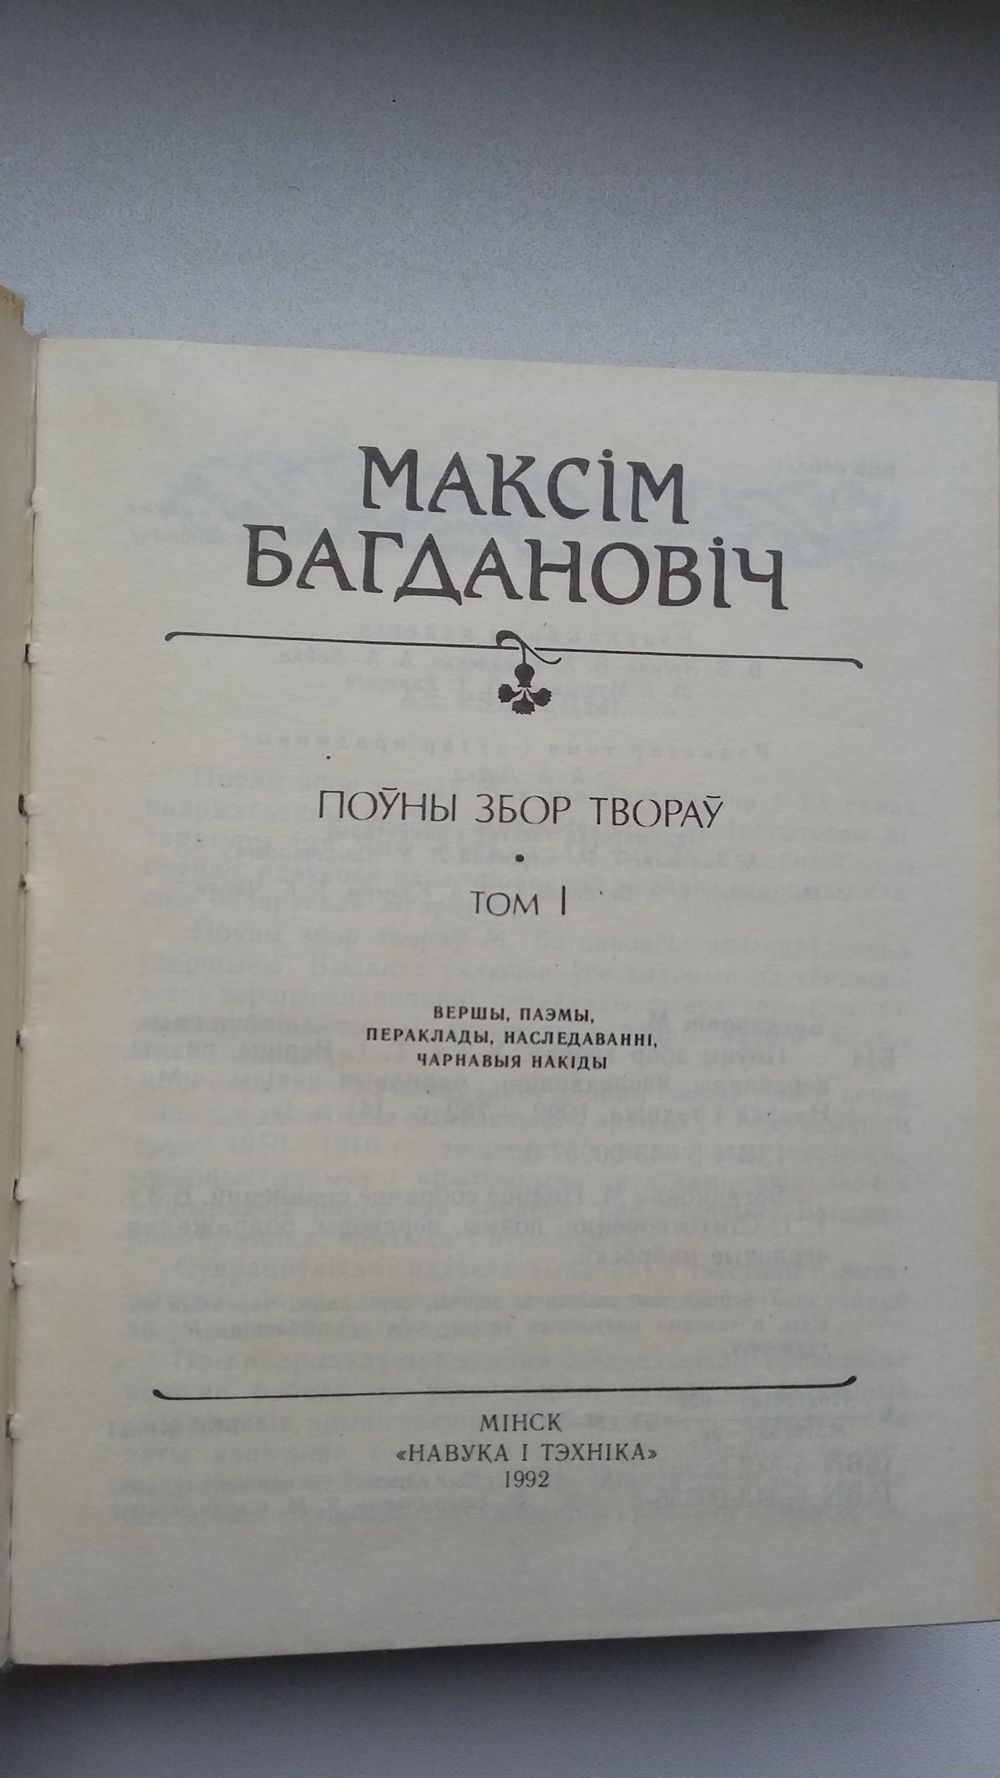 МАКСІМ
БАГДАНОВІЧ
ПОЎНЫ ЗБОР ТВОРАЎ
•
ТОМ I
ВЕРШЫ, ПАЭМЫ,
ПЕРАКЛАДЫ, НАСЛЕДАВАННІ,
ЧАРНАВЫЯ НАКІДЫ
МІНСК
«НАВУКА І ТЭХНІКА»
1992